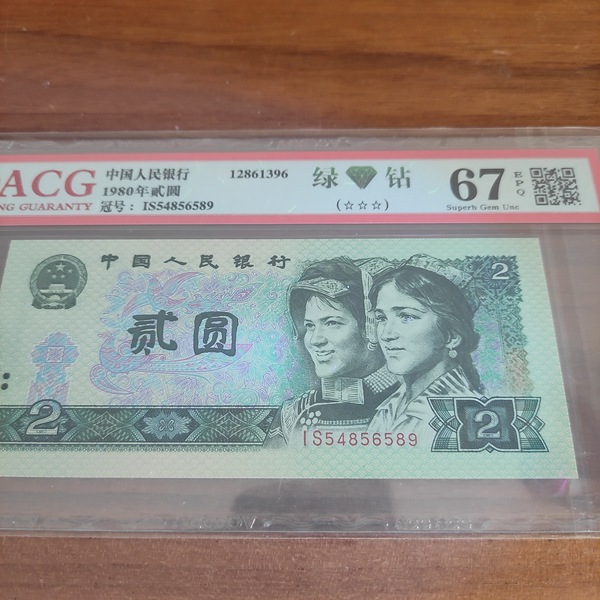 ACG
NG GUARANTY
中国人民银行
1980年贰圆
冠号：IS54856589
12861396
绿 钻
(☆☆☆)
67
EPQ
Superb Gem Unc
中国人民银行
贰圆
2
2
2
IS54856589